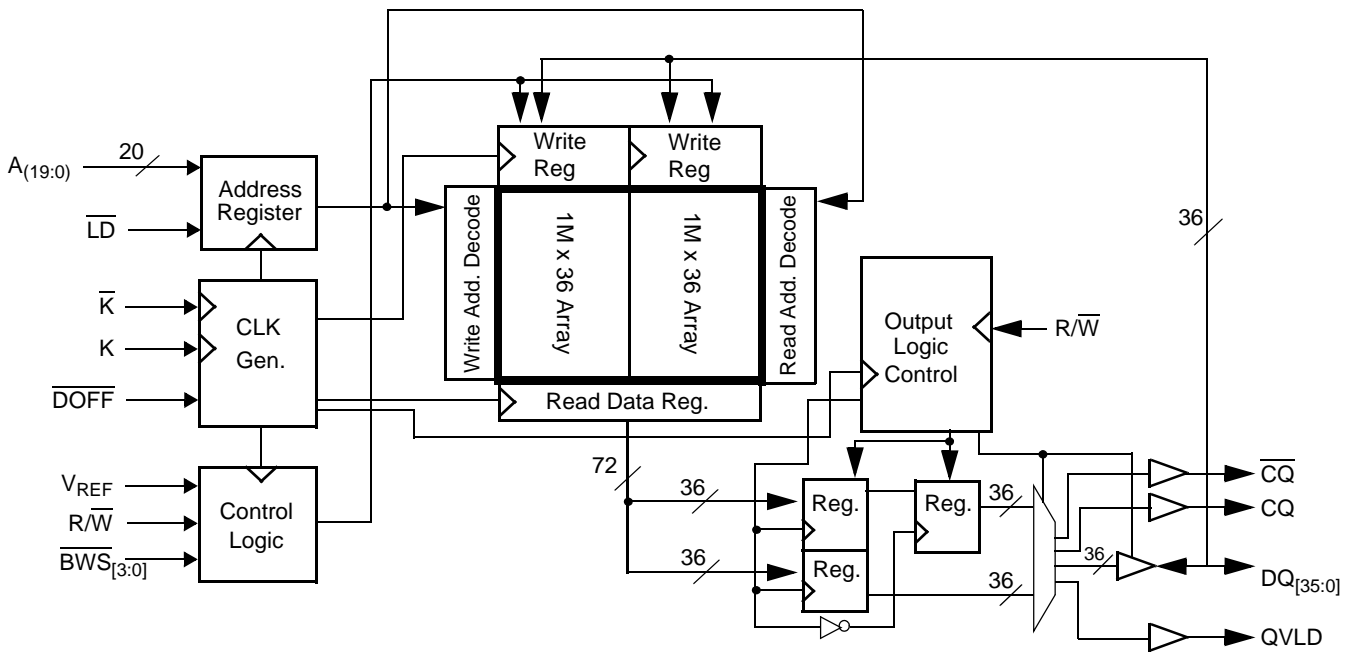 A(19:0)
20
LD
Address
Register
K
K
DOFF
CLK
Gen.
VREF
R/W
BWS[3:0]
Control
Logic
Write
Reg
Write
Reg
Write Add. Decode
1M x 36 Array
1M x 36 Array
Read Add. Decode
Read Data Reg.
36
Output
Logic
Control
R/W
72
36
36
Reg.
Reg.
Reg.
36
36
36
CQ
CQ
DQ[35:0]
QVLD